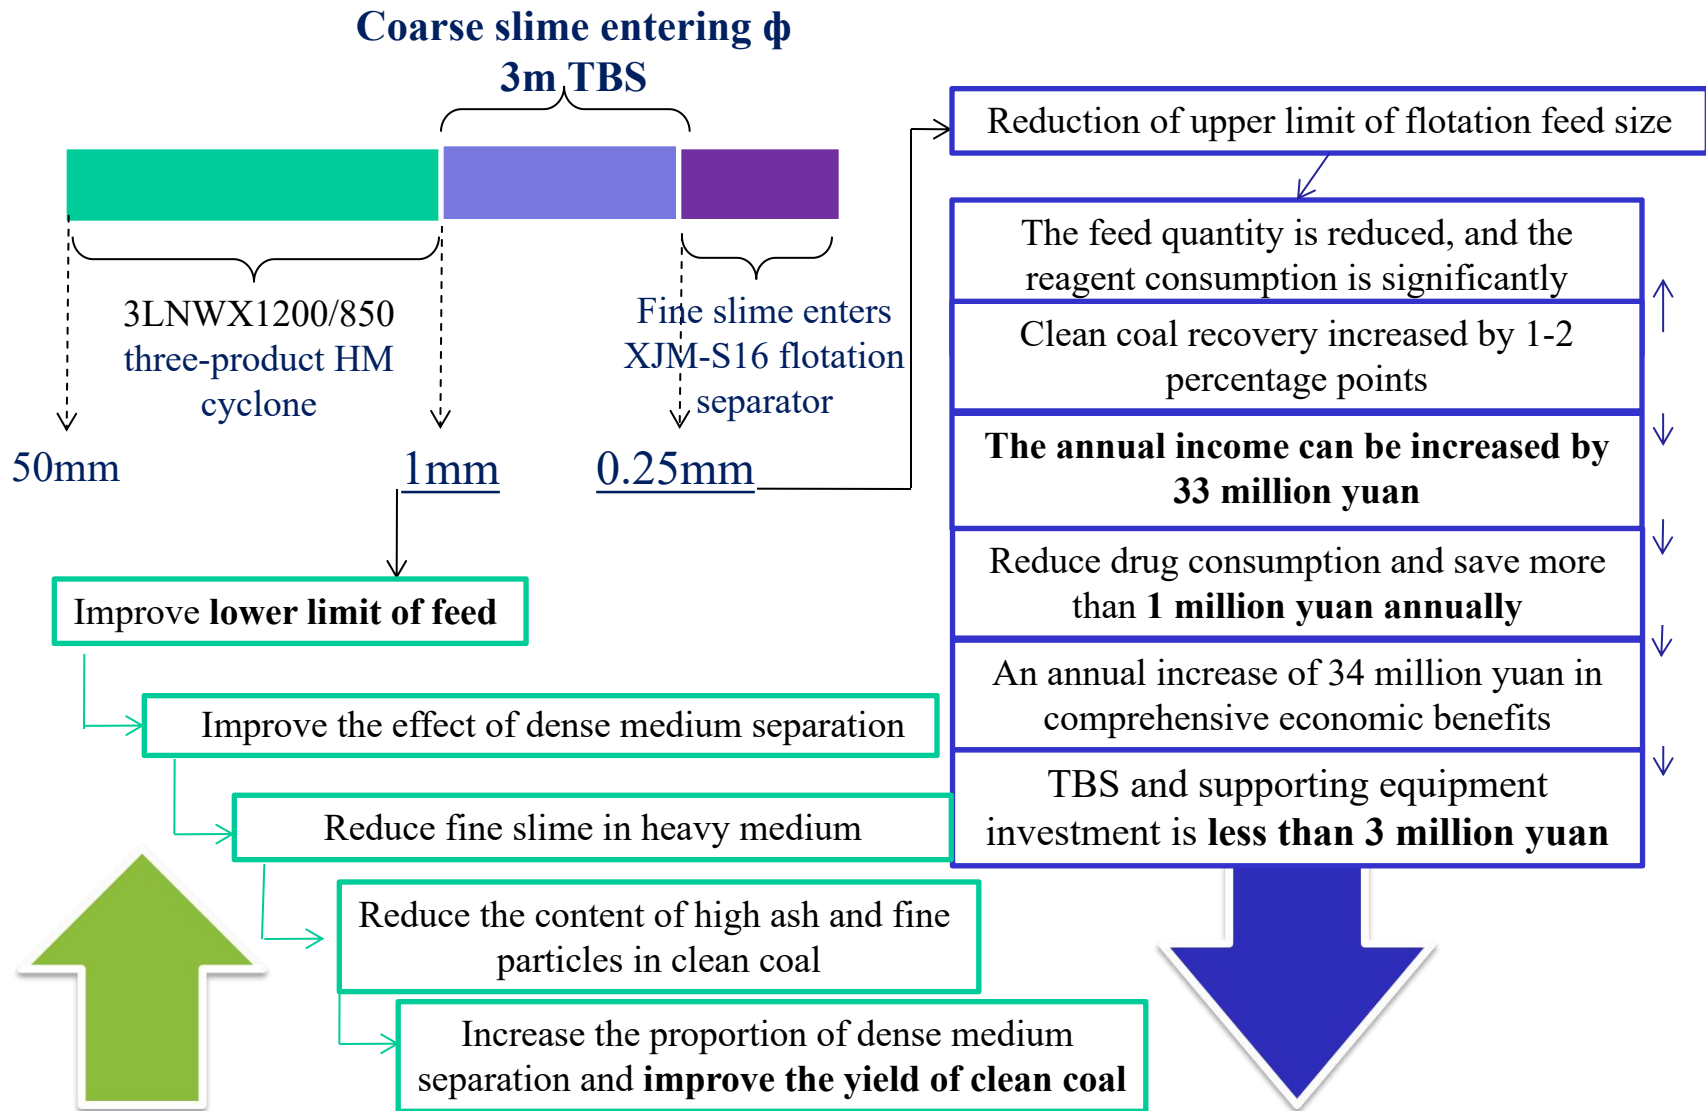 Coarse slime entering ф
3m TBS
3LNWX1200/850
three-product HM
cyclone
Fine slime enters
XJM-S16 flotation
separator
50mm
1mm
0.25mm
Improve lower limit of feed
Improve the effect of dense medium separation
Reduce fine slime in heavy medium
Reduce the content of high ash and fine
particles in clean coal
Increase the proportion of dense medium
separation and improve the yield of clean coal
Reduction of upper limit of flotation feed size
The feed quantity is reduced, and the
reagent consumption is significantly
Clean coal recovery increased by 1-2
percentage points
The annual income can be increased by
33 million yuan
Reduce drug consumption and save more
than 1 million yuan annually
An annual increase of 34 million yuan in
comprehensive economic benefits
TBS and supporting equipment
investment is less than 3 million yuan